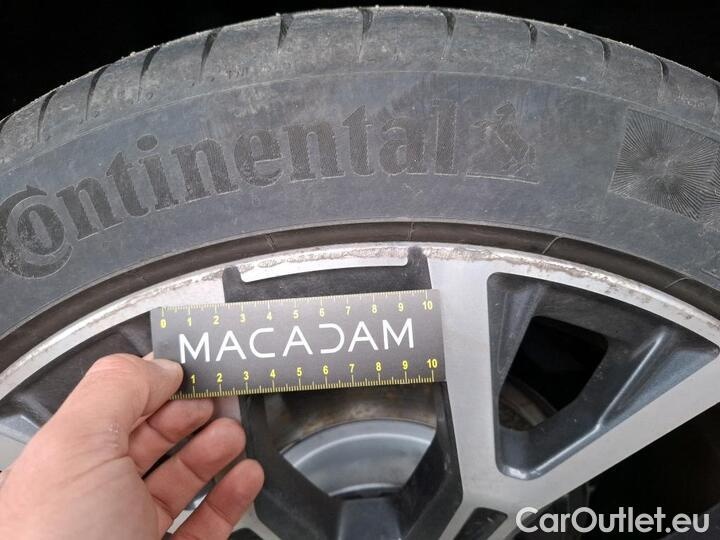 Continental
0 1 2 3 4 5 6 7 8 9 10
MACADAM
1 2 3 4 5 6 7 8 9 10
CarOutlet.eu